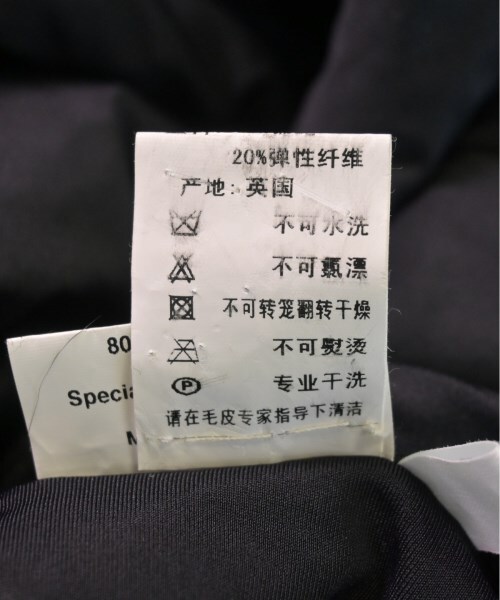 20%弹性纤维
产地: 英国
不可水洗
不可氯漂
不可转笼翻转干燥
不可熨烫
P 专业干洗
请在毛皮专家指导下清洁
80
Specia
M